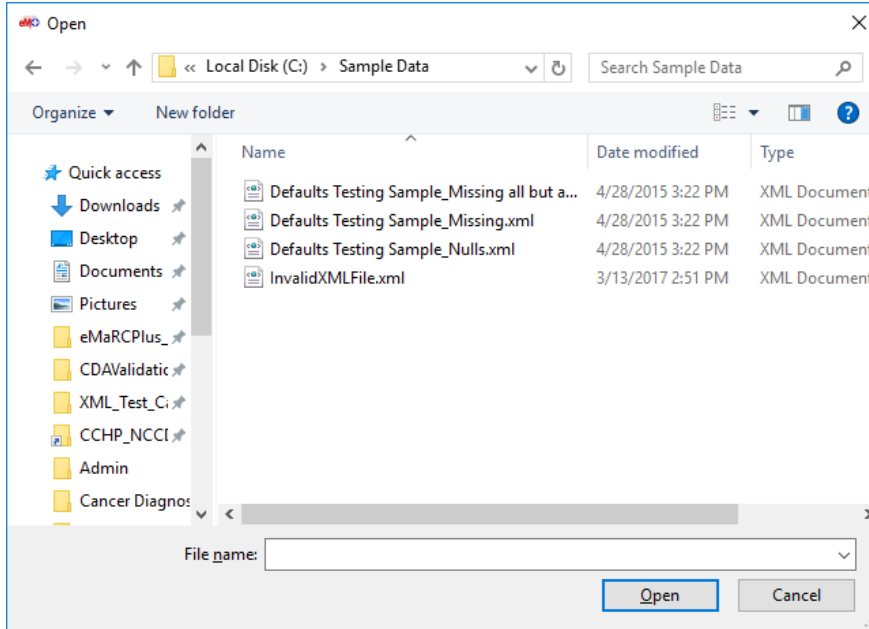 eMC Open
« Local Disk (C:) › Sample Data
Search Sample Data
Organize
New folder
Name
Date modified
Type
Quick access
Downloads
Desktop
Documents
Pictures
eMaRCPlus_
CDAValidatic
XML_Test_Ca
CCHP_NCCD
Admin
Cancer Diagnos
Defaults Testing Sample_Missing all but a... 4/28/2015 3:22 PM XML Document
Defaults Testing Sample_Missing.xml 4/28/2015 3:22 PM XML Document
Defaults Testing Sample_Nulls.xml 4/28/2015 3:22 PM XML Document
InvalidXMLFile.xml 3/13/2017 2:51 PM XML Document
File name:
Open
Cancel